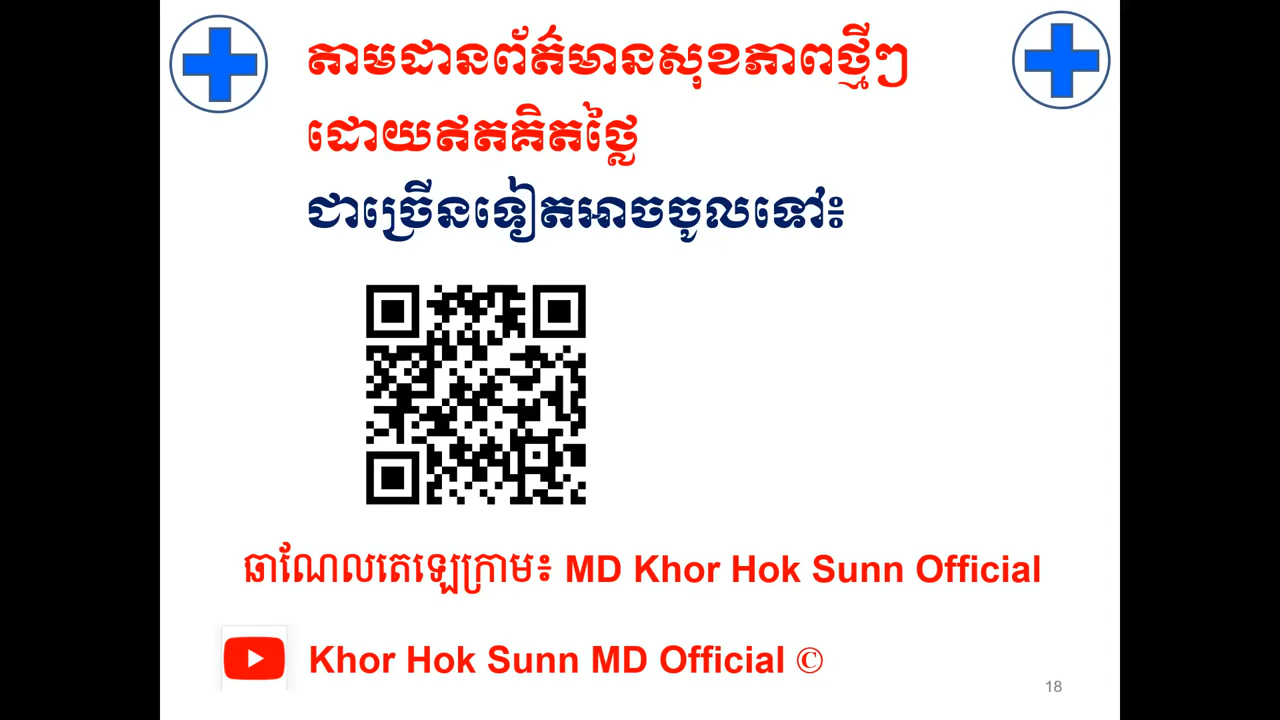 តាមដានព័ត៌មានសុខភាពថ្មីៗ
ដោយឥតគិតថ្លៃ
ជាច្រើនទៀតអាចចូលទៅ៖
ឆាណែលតេឡេក្រាម៖ MD Khor Hok Sunn Official
Khor Hok Sunn MD Official ©
18